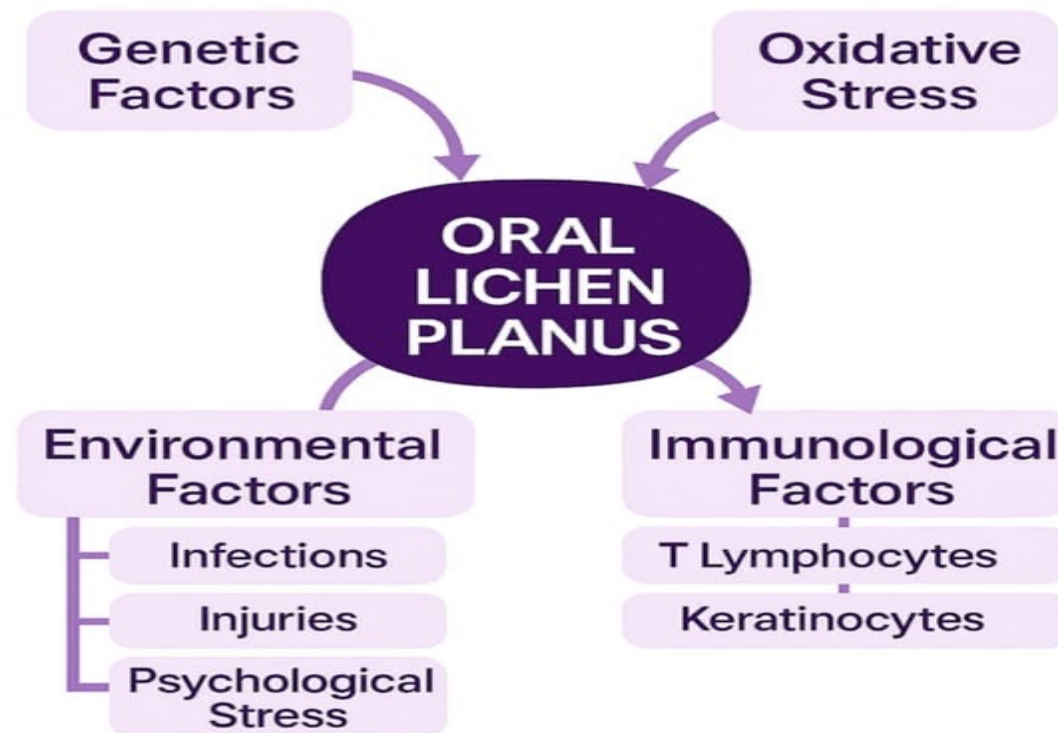 Genetic
Factors
Oxidative
Stress
ORAL
LICHEN
PLANUS
Environmental
Factors
Infections
Injuries
Psychological
Stress
Immunological
Factors
T Lymphocytes
Keratinocytes